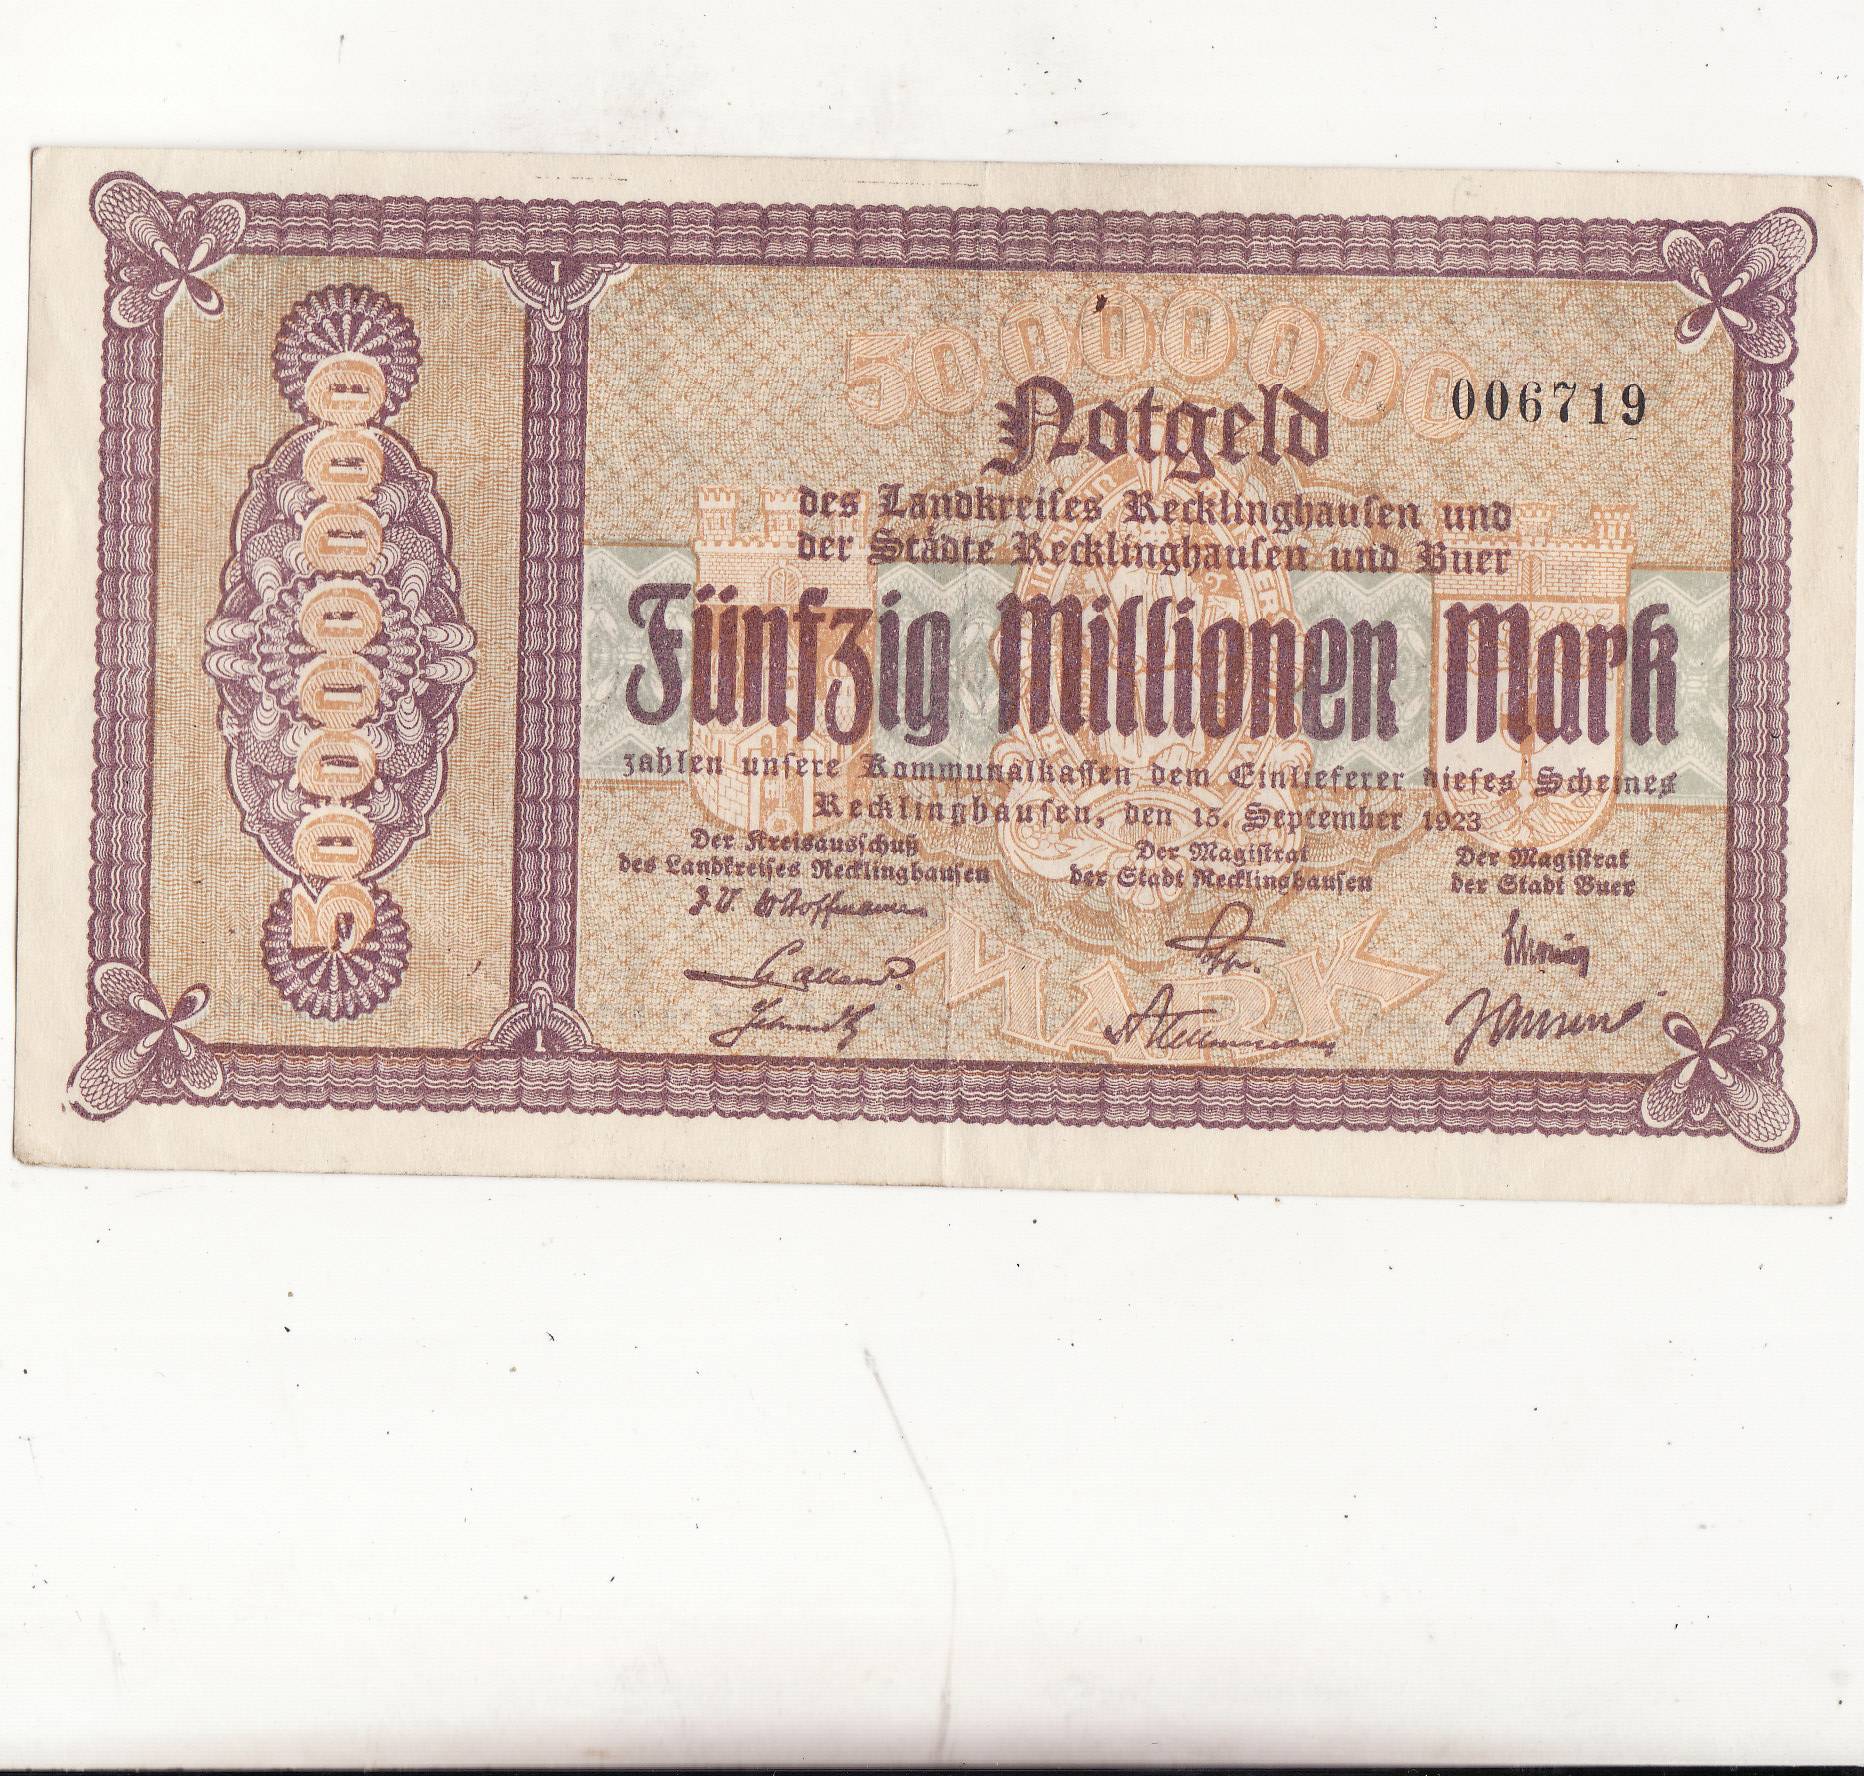 50000000
50000000
006719
Notgeld
des Landkreises Recklinghausen und
der Städte Recklinghausen und Buer
Fünfzig Millionen Mark
zahlen unsere Kommunalkassen dem Einlieferer dieses Scheines
Recklinghausen, den 15. September 1923
Der Kreisausschuß
des Landkreises Recklinghausen
Der Magistrat
der Stadt Recklinghausen
Der Magistrat
der Stadt Buer
MARK